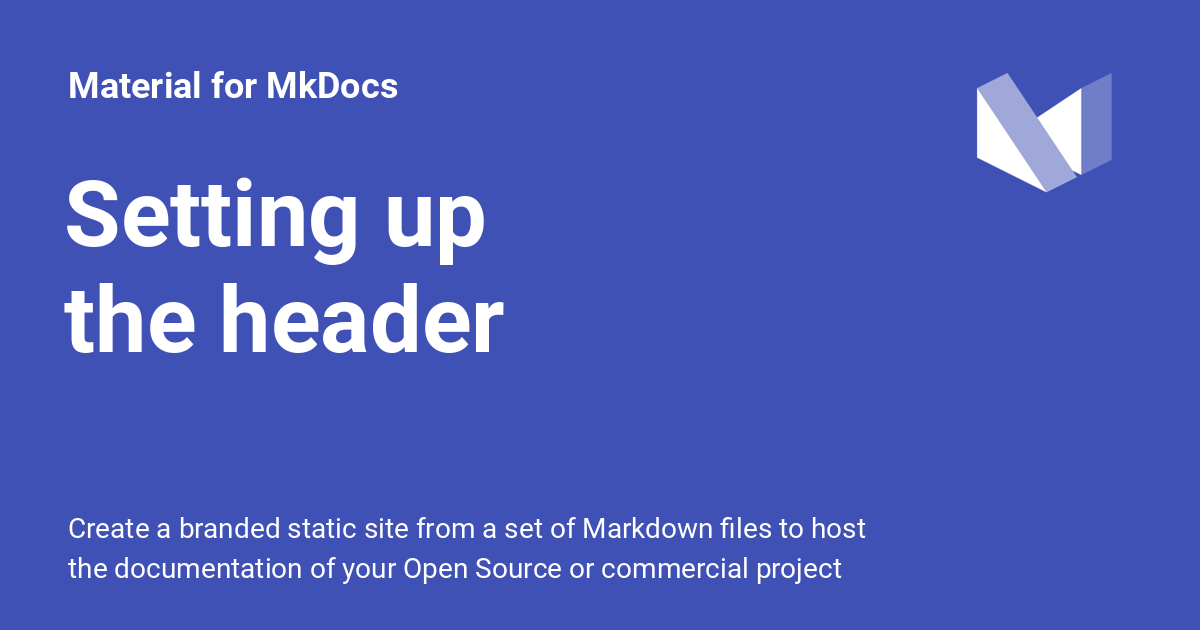 Material for MkDocs
Setting up
the header
Create a branded static site from a set of Markdown files to host
the documentation of your Open Source or commercial project